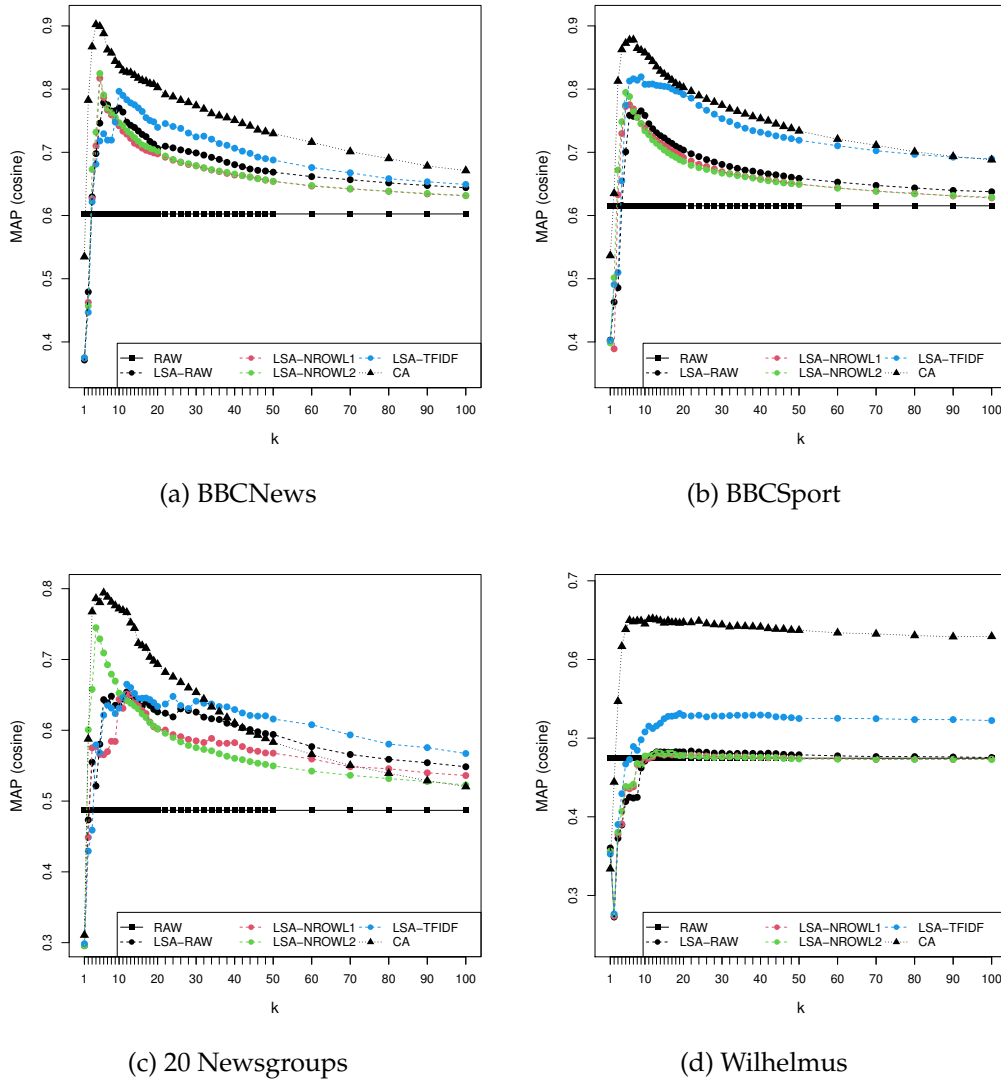 0.9
0.8
0.7
0.6
0.5
0.4
MAP (cosine)
RAW
LSA−RAW
LSA−NROWL1
LSA−NROWL2
LSA−TFIDF
CA
1 10 20 30 40 50 60 70 80 90 100
k
(a) BBCNews
0.9
0.8
0.7
0.6
0.5
0.4
MAP (cosine)
RAW
LSA−RAW
LSA−NROWL1
LSA−NROWL2
LSA−TFIDF
CA
1 10 20 30 40 50 60 70 80 90 100
k
(b) BBCSport
0.8
0.7
0.6
0.5
0.4
0.3
MAP (cosine)
RAW
LSA−RAW
LSA−NROWL1
LSA−NROWL2
LSA−TFIDF
CA
1 10 20 30 40 50 60 70 80 90 100
k
(c) 20 Newsgroups
0.7
0.6
0.5
0.4
0.3
MAP (cosine)
RAW
LSA−RAW
LSA−NROWL1
LSA−NROWL2
LSA−TFIDF
CA
1 10 20 30 40 50 60 70 80 90 100
k
(d) Wilhelmus